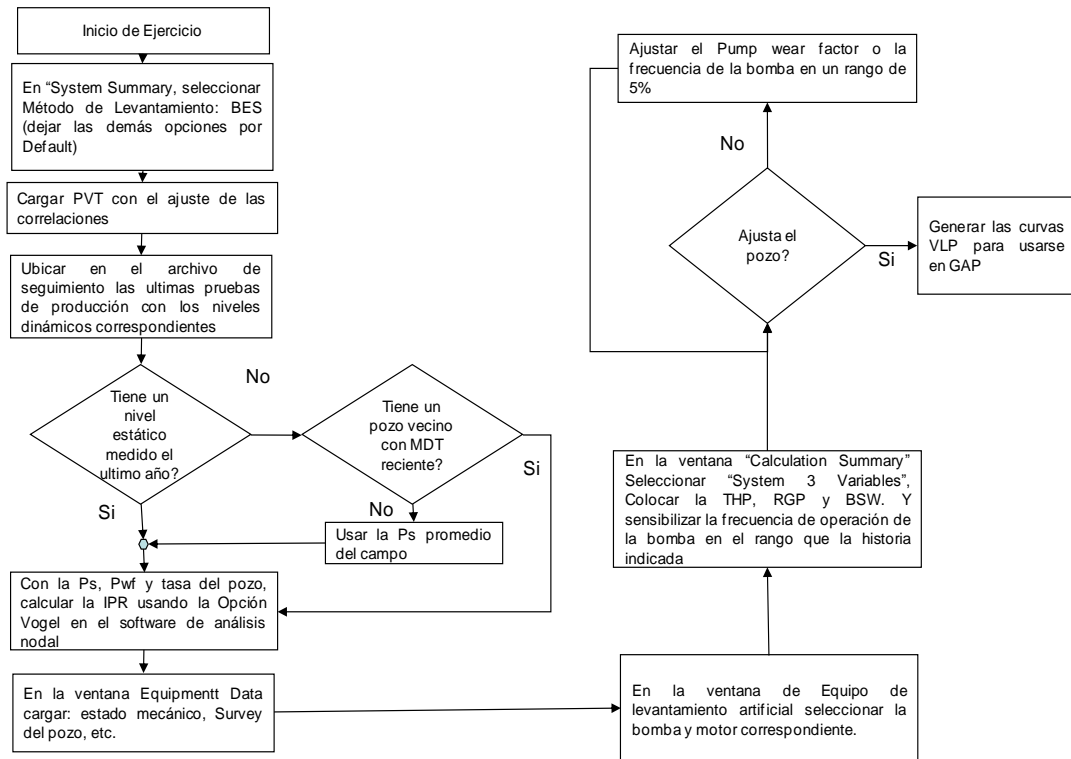 Inicio de Ejercicio
En “System Summary, seleccionar
Método de Levantamiento: BES
(dejar las demás opciones por
Default)
Cargar PVT con el ajuste de las
correlaciones
Ubicar en el archivo de
seguimiento las ultimas pruebas
de producción con los niveles
dinámicos correspondientes
Tiene un
nivel
estático
medido el
ultimo año?
No
Si
Tiene un
pozo vecino
con MDT
reciente?
Si
No
Usar la Ps promedio
del campo
Con la Ps, Pwf y tasa del pozo,
calcular la IPR usando la Opción
Vogel en el software de análisis
nodal
En la ventana Equipmentt Data
cargar: estado mecánico, Survey
del pozo, etc.
En la ventana de Equipo de
levantamiento artificial seleccionar la
bomba y motor correspondiente.
En la ventana “Calculation Summary”
Seleccionar “System 3 Variables”,
Colocar la THP, RGP y BSW. Y
sensibilizar la frecuencia de operación de
la bomba en el rango que la historia
indicada
Ajusta el
pozo?
No
Si
Ajustar el Pump wear factor o la
frecuencia de la bomba en un rango de
5%
Generar las curvas
VLP para usarse
en GAP